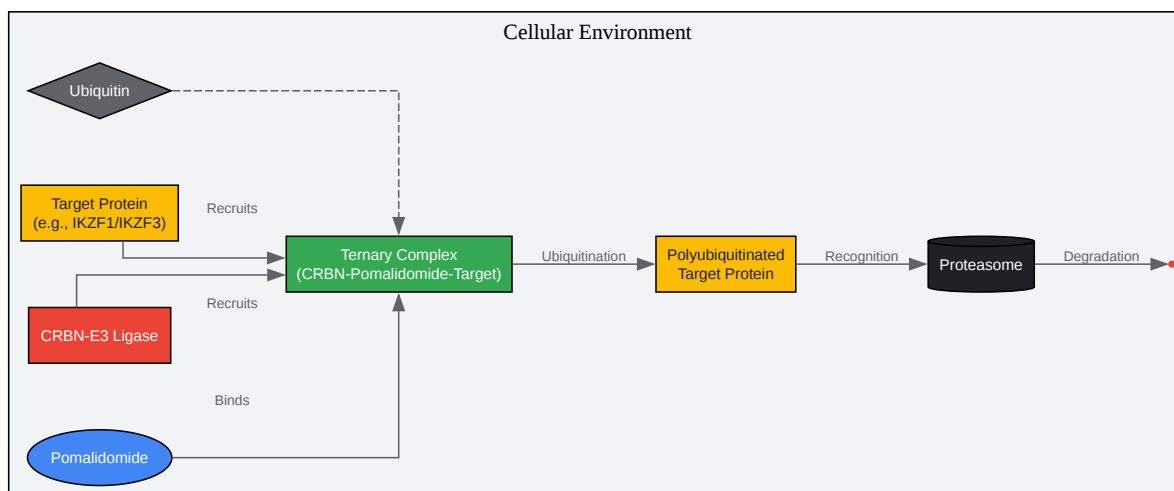 Cellular Environment
Ubiquitin
Target Protein
(e.g., IKZF1/IKZF3)
Recruits
Ternary Complex
(CRBN-Pomalidomide-Target)
Ubiquitination
Polyubiquitinated
Target Protein
Recognition
Proteasome
Degradation
Recruits
CRBN-E3 Ligase
Binds
Pomalidomide